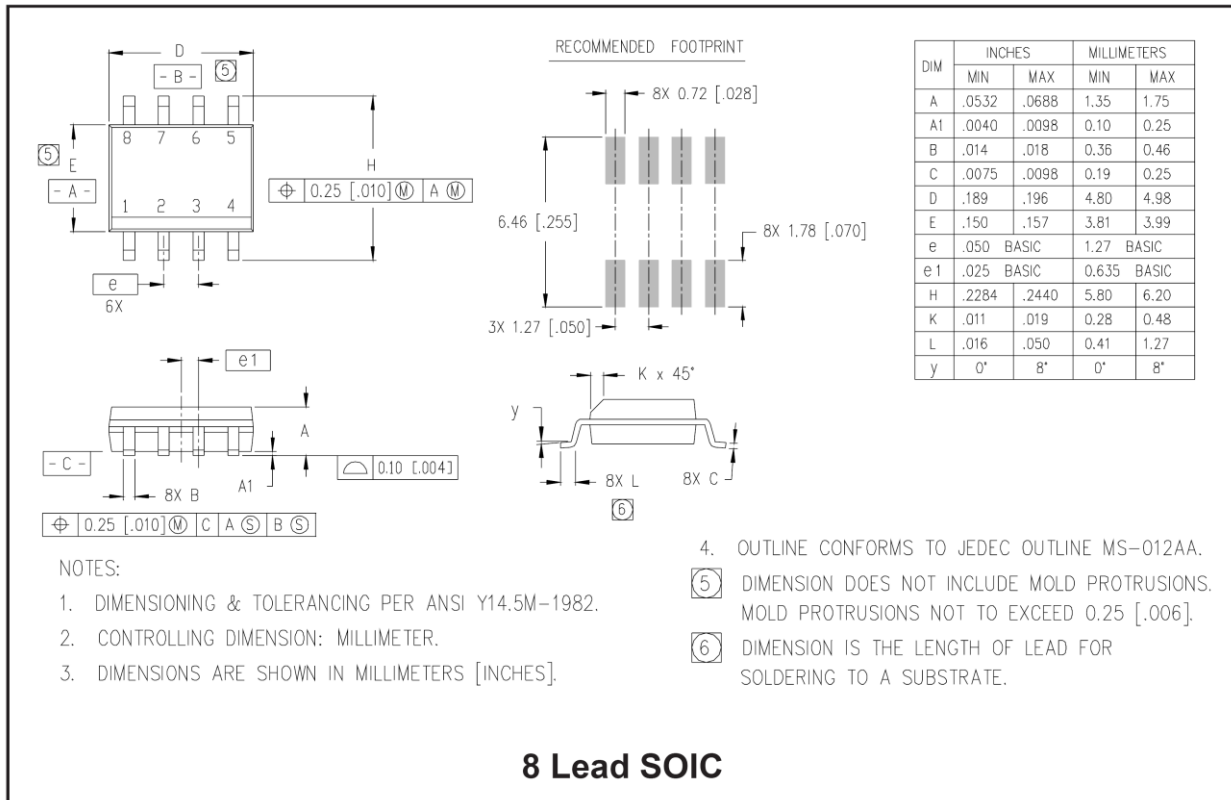 D
- B -
5
8 7 6 5
5
E
- A -
H
⌖ 0.25 [.010] Ⓜ A Ⓜ
1 2 3 4
e
6X
RECOMMENDED FOOTPRINT
8X 0.72 [.028]
6.46 [.255]
8X 1.78 [.070]
3X 1.27 [.050]
DIM INCHES MILLIMETERS
MIN MAX MIN MAX
A .0532 .0688 1.35 1.75
A1 .0040 .0098 0.10 0.25
B .014 .018 0.36 0.46
C .0075 .0098 0.19 0.25
D .189 .196 4.80 4.98
E .150 .157 3.81 3.99
e .050 BASIC 1.27 BASIC
e1 .025 BASIC 0.635 BASIC
H .2284 .2440 5.80 6.20
K .011 .019 0.28 0.48
L .016 .050 0.41 1.27
y 0° 8° 0° 8°
e1
A
- C -
A1
8X B
⌓ 0.10 [.004]
⌖ 0.25 [.010] Ⓜ C A Ⓢ B Ⓢ
K x 45°
y
8X L
8X C
6
NOTES:
1. DIMENSIONING & TOLERANCING PER ANSI Y14.5M-1982.
2. CONTROLLING DIMENSION: MILLIMETER.
3. DIMENSIONS ARE SHOWN IN MILLIMETERS [INCHES].
4. OUTLINE CONFORMS TO JEDEC OUTLINE MS-012AA.
5 DIMENSION DOES NOT INCLUDE MOLD PROTRUSIONS.
MOLD PROTRUSIONS NOT TO EXCEED 0.25 [.006].
6 DIMENSION IS THE LENGTH OF LEAD FOR
SOLDERING TO A SUBSTRATE.
8 Lead SOIC